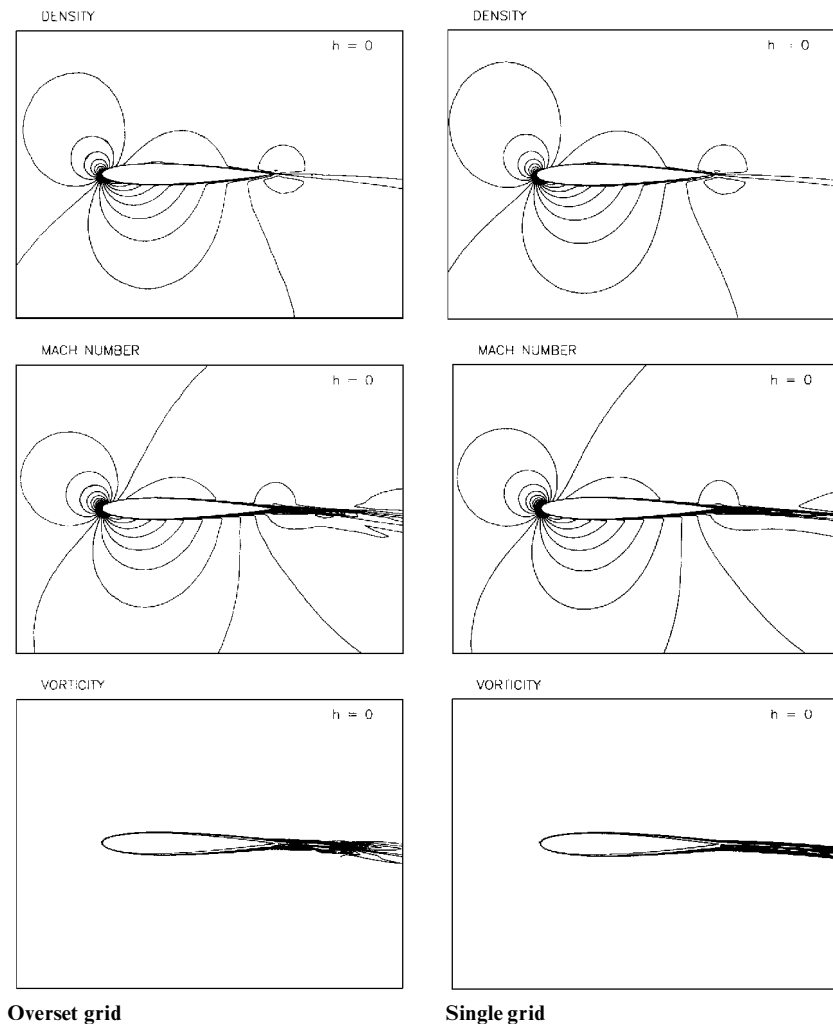 DENSITY
h = 0
DENSITY
h = 0
MACH NUMBER
h = 0
MACH NUMBER
h = 0
VORTICITY
h = 0
VORTICITY
h = 0
Overset grid
Single grid